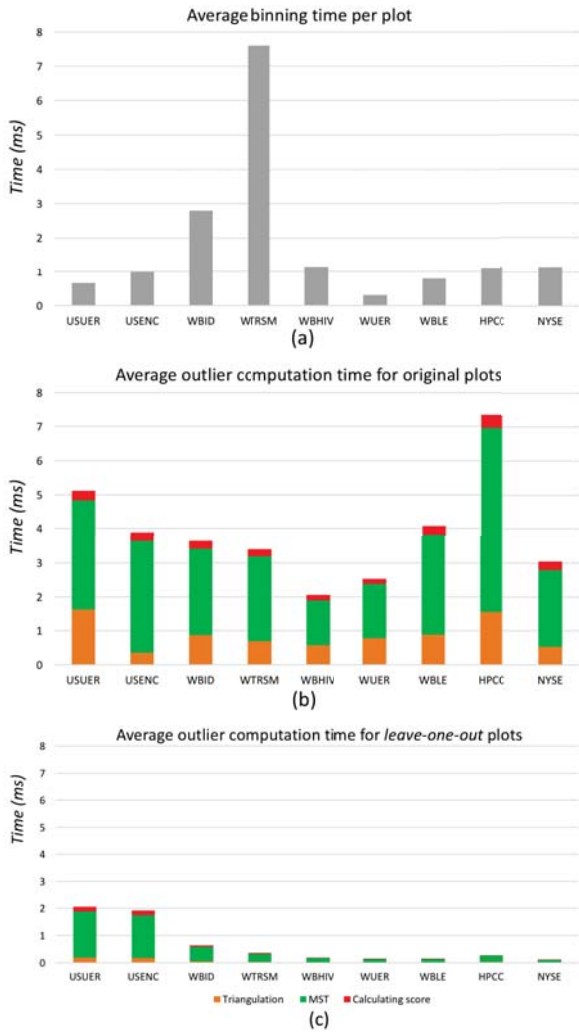 Average binning time per plot
8
7
6
5
4
3
2
1
0
Time (ms)
USUER USENC WBID WTRSM WBHIV WUER WBLE HPCC NYSE
(a)
Average outlier computation time for original plots
8
7
6
5
4
3
2
1
0
Time (ms)
USUER USENC WBID WTRSM WBHIV WUER WBLE HPCC NYSE
(b)
Average outlier computation time for leave-one-out plots
8
7
6
5
4
3
2
1
0
Time (ms)
USUER USENC WBID WTRSM WBHIV WUER WBLE HPCC NYSE
Triangulation MST Calculating score
(c)